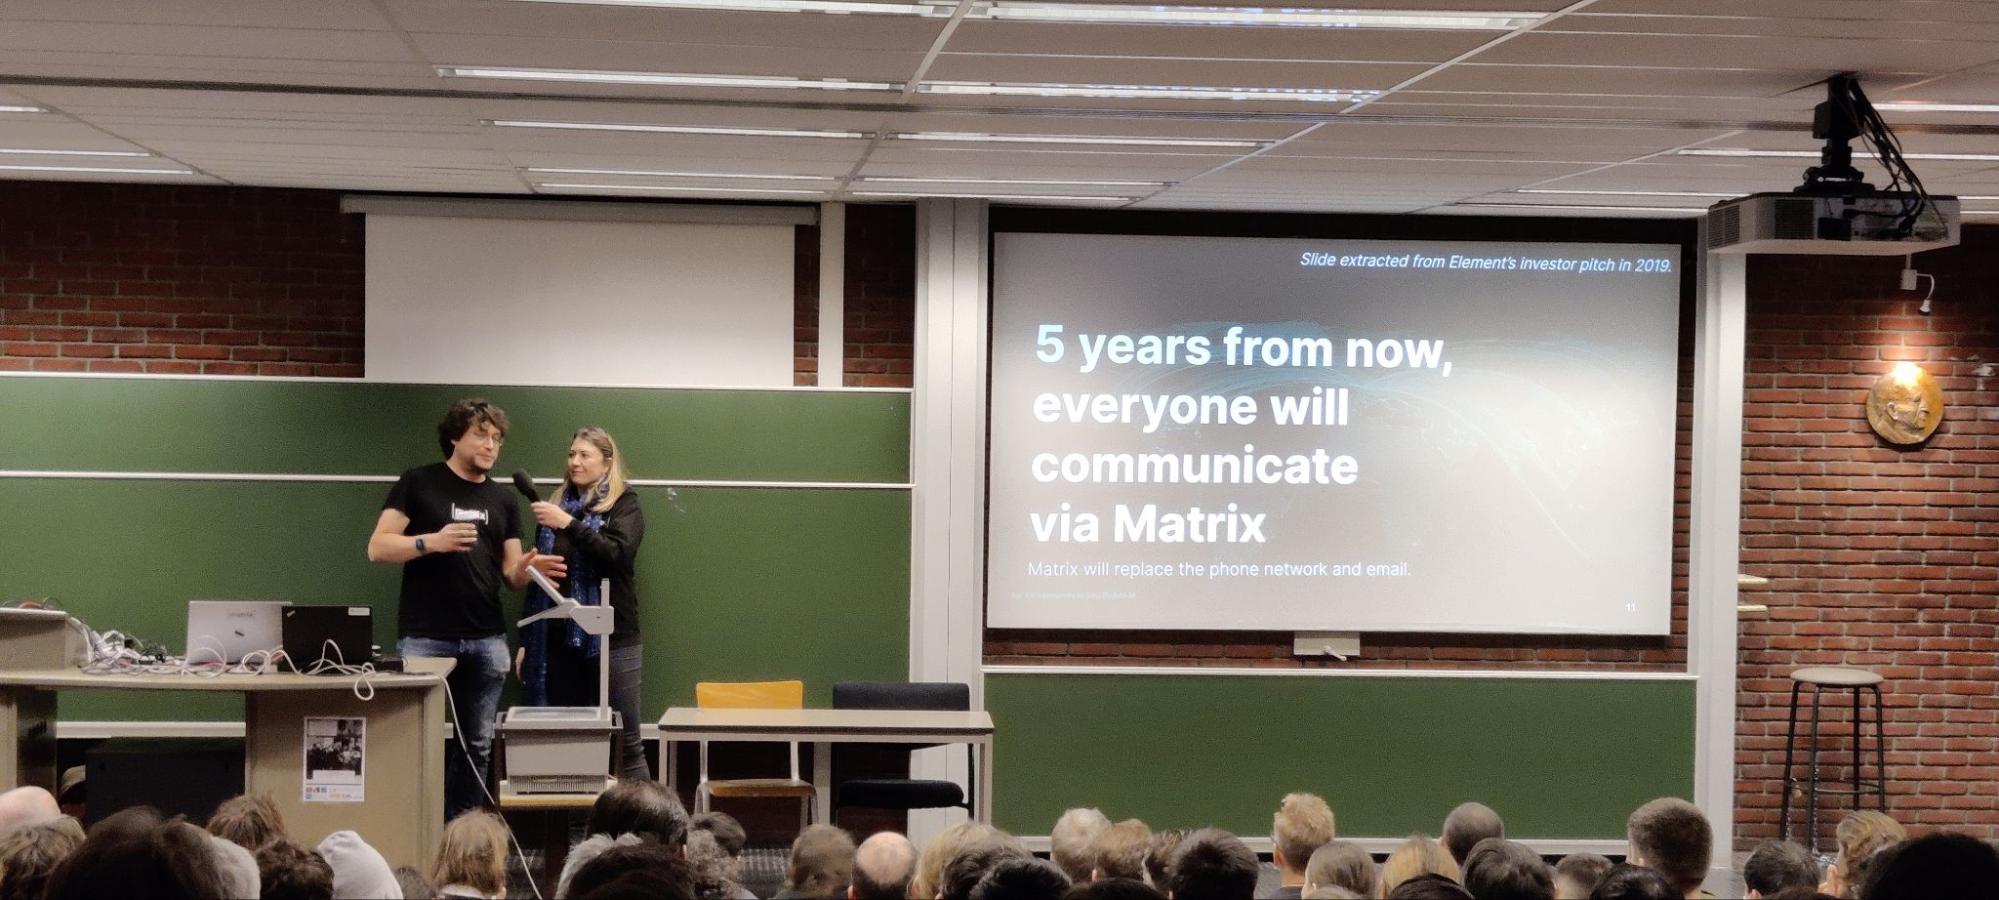 Slide extracted from Element's investor pitch in 2019.
5 years from now,
everyone will
communicate
via Matrix
Matrix will replace the phone network and email.
11